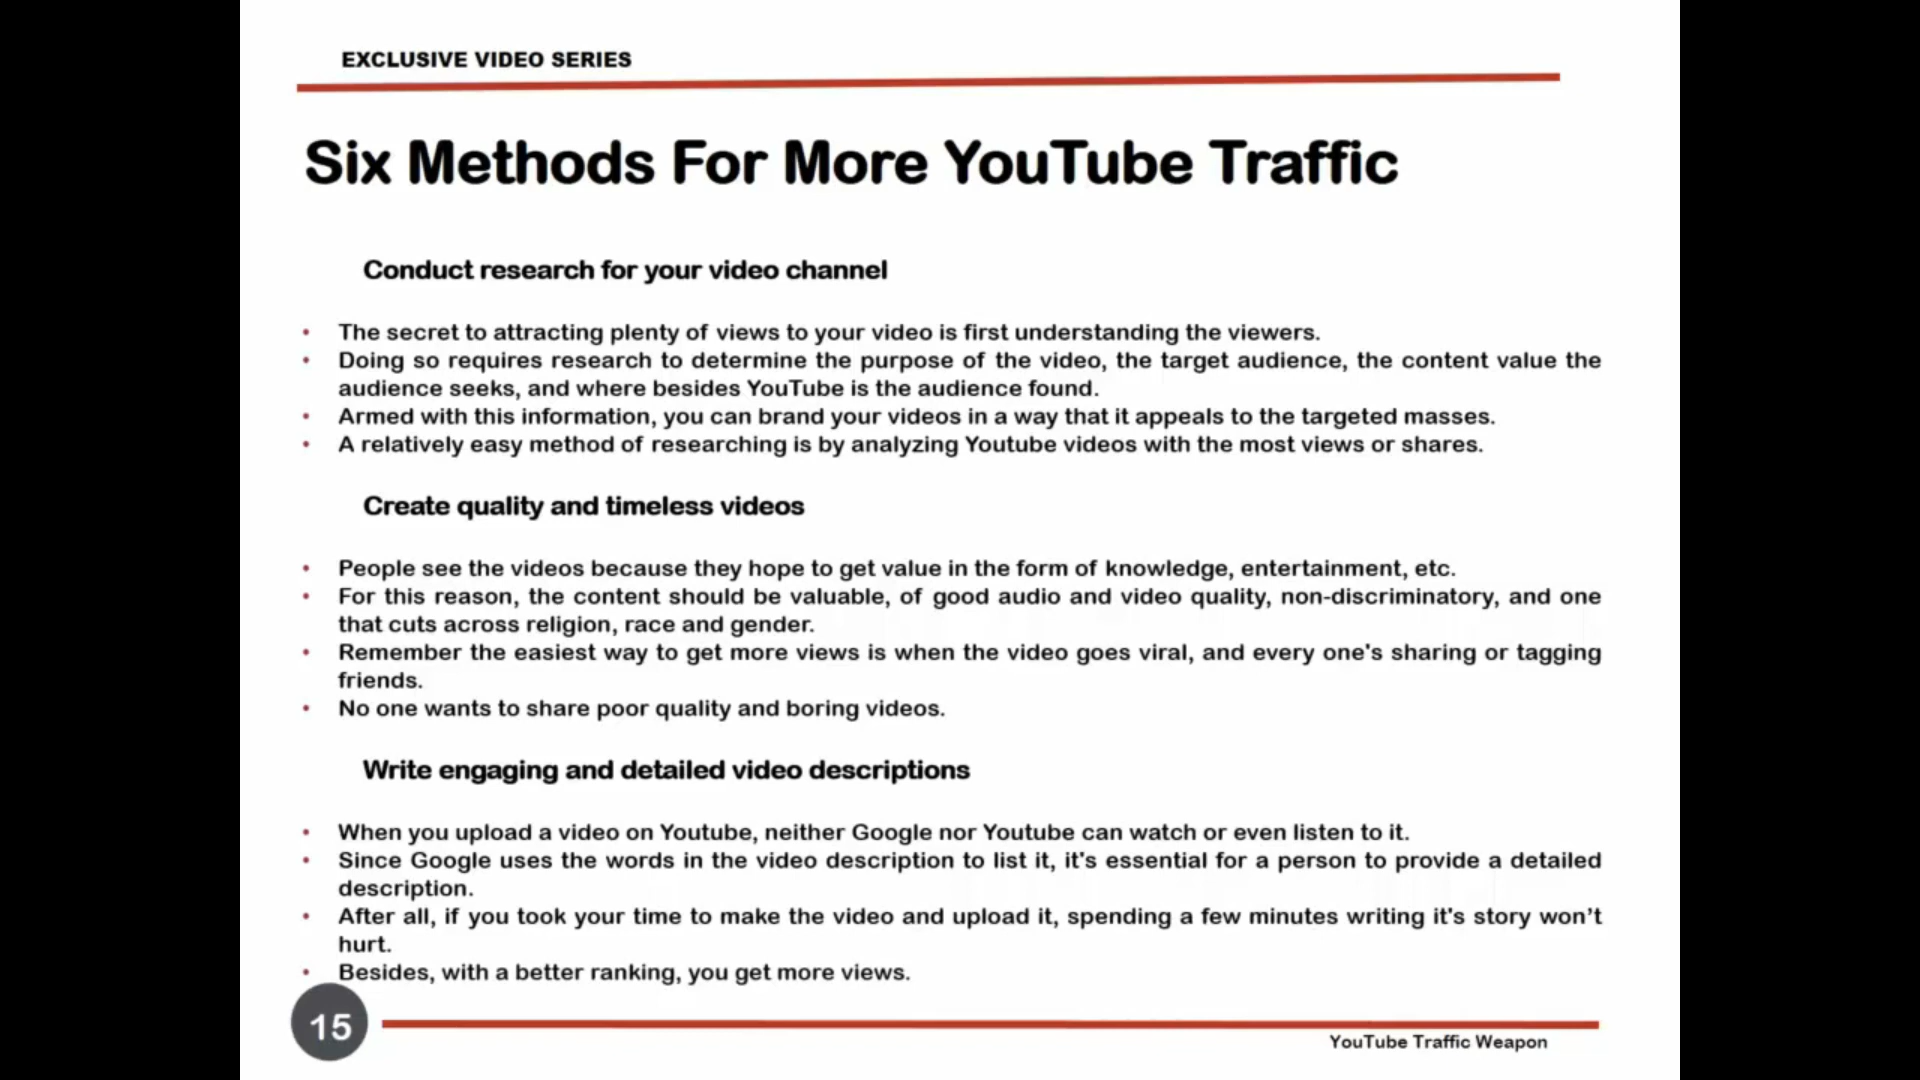 EXCLUSIVE VIDEO SERIES
Six Methods For More YouTube Traffic
Conduct research for your video channel
• The secret to attracting plenty of views to your video is first understanding the viewers.
• Doing so requires research to determine the purpose of the video, the target audience, the content value the
audience seeks, and where besides YouTube is the audience found.
• Armed with this information, you can brand your videos in a way that it appeals to the targeted masses.
• A relatively easy method of researching is by analyzing Youtube videos with the most views or shares.
Create quality and timeless videos
• People see the videos because they hope to get value in the form of knowledge, entertainment, etc.
• For this reason, the content should be valuable, of good audio and video quality, non-discriminatory, and one
that cuts across religion, race and gender.
• Remember the easiest way to get more views is when the video goes viral, and every one's sharing or tagging
friends.
• No one wants to share poor quality and boring videos.
Write engaging and detailed video descriptions
• When you upload a video on Youtube, neither Google nor Youtube can watch or even listen to it.
• Since Google uses the words in the video description to list it, it's essential for a person to provide a detailed
description.
• After all, if you took your time to make the video and upload it, spending a few minutes writing it's story won’t
hurt.
• Besides, with a better ranking, you get more views.
15
YouTube Traffic Weapon